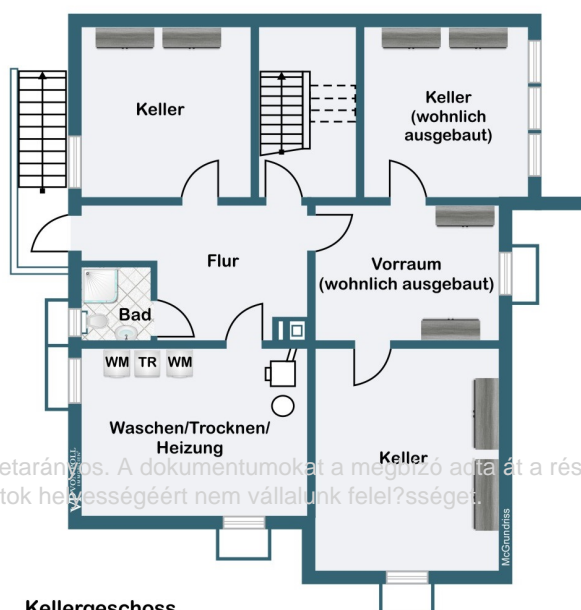 Keller
Keller
(wohnlich
ausgebaut)
Flur
Vorraum
(wohnlich ausgebaut)
Bad
WM TR WM
Waschen/Trocknen/
Heizung
Keller
etarányos. A dokumentumokat a megbízó adta át a rés
tok helyességéért nem vállalunk felel?sséget.
McGrundriss
Kellergeschoss